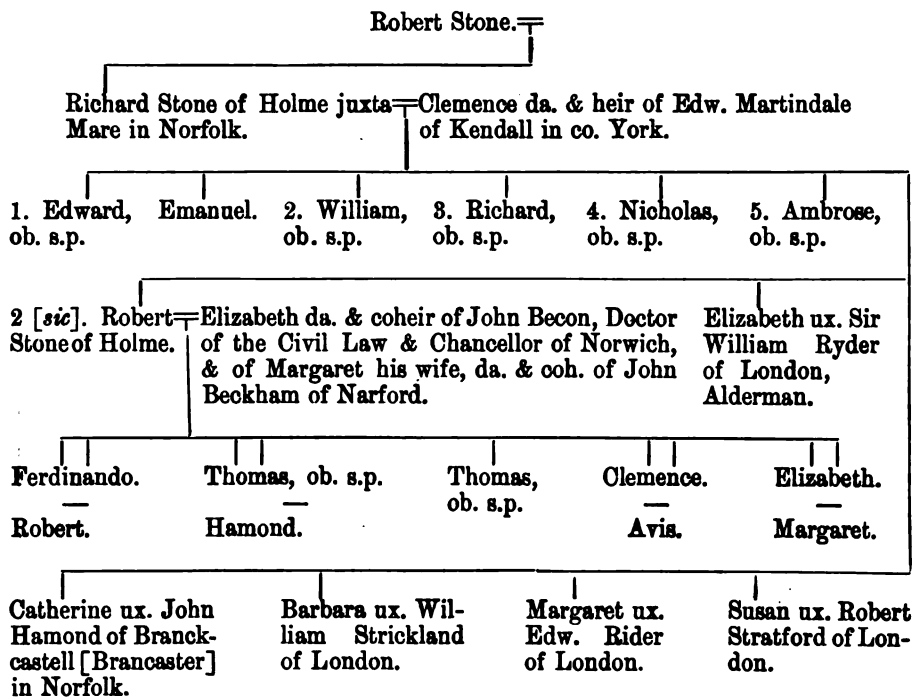 Robert Stone.
Richard Stone of Holme juxta
Mare in Norfolk.
Clemence da. & heir of Edw. Martindale
of Kendall in co. York.
1. Edward,
ob. s.p.
Emanuel.
2. William,
ob. s.p.
3. Richard,
ob. s.p.
4. Nicholas,
ob. s.p.
5. Ambrose,
ob. s.p.
2 [sic]. Robert
Stone of Holme.
Elizabeth da. & coheir of John Becon, Doctor
of the Civil Law & Chancellor of Norwich,
& of Margaret his wife, da. & coh. of John
Beckham of Narford.
Elizabeth ux. Sir
William Ryder
of London,
Alderman.
Ferdinando.
—
Robert.
Thomas, ob. s.p.
—
Hamond.
Thomas,
ob. s.p.
Clemence.
—
Avis.
Elizabeth.
—
Margaret.
Catherine ux. John
Hamond of Branck-
castell [Brancaster]
in Norfolk.
Barbara ux. Wil-
liam Strickland
of London.
Margaret ux.
Edw. Rider
of London.
Susan ux. Robert
Stratford of Lon-
don.